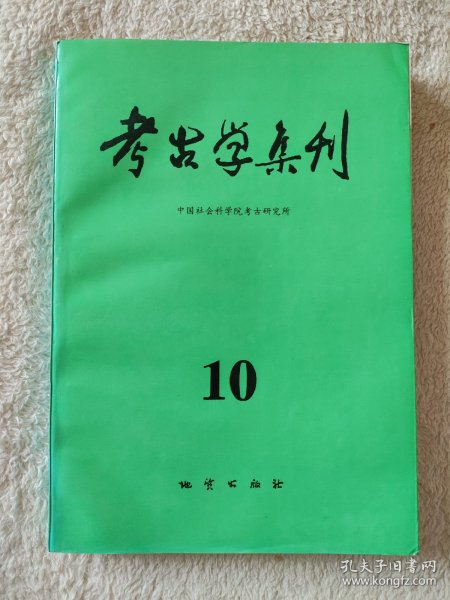 考古学集刊
中国社会科学院考古研究所
10
地质出版社
孔夫子旧书网
www.kongfz.com